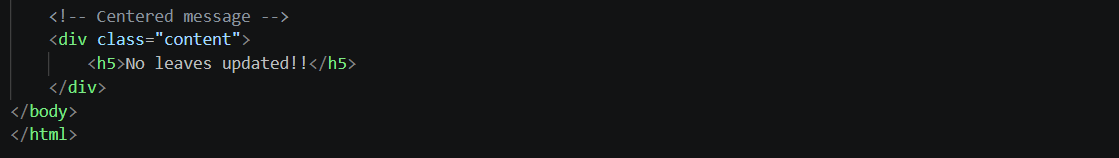 <!-- Centered message -->
<div class="content">
<h5>No leaves updated!!</h5>
</div>
</body>
</html>